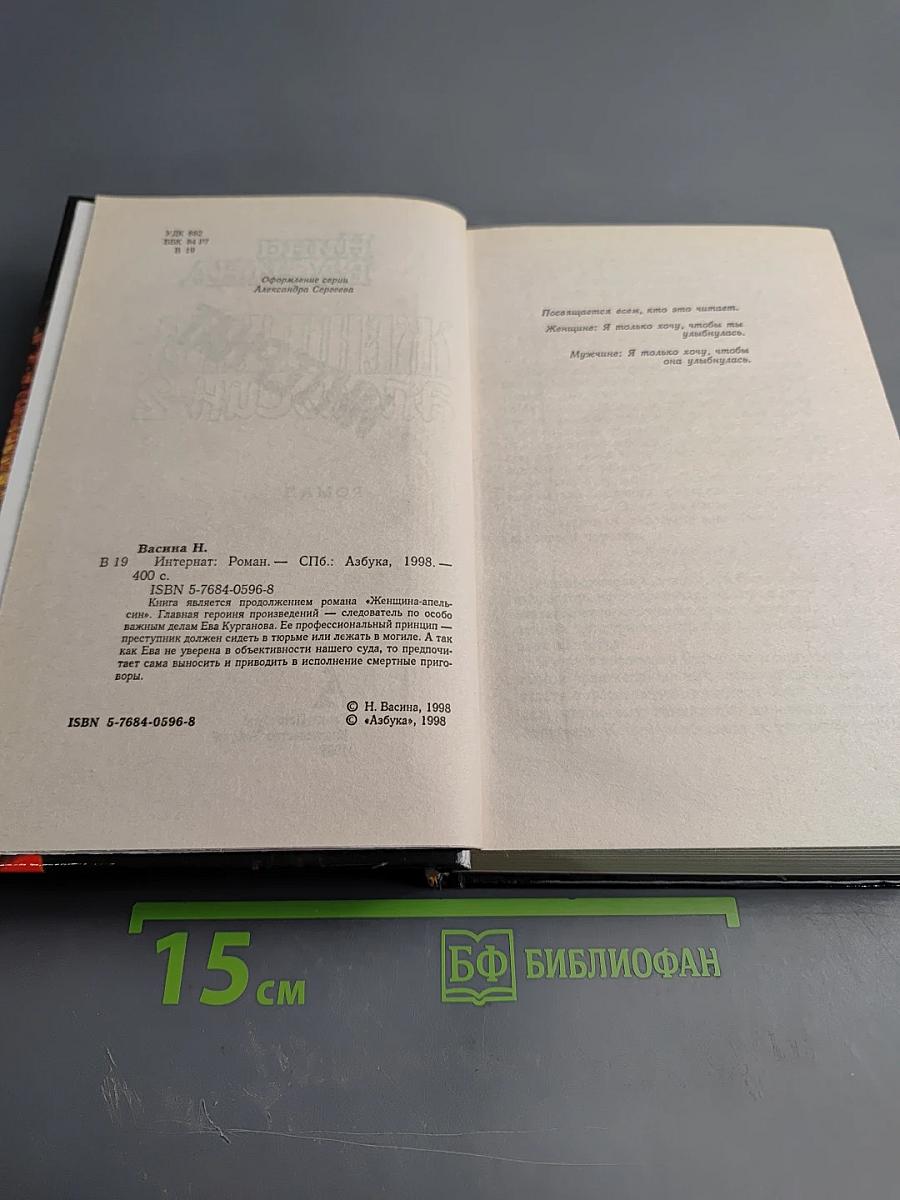 УДК 882
ББК 84 Р7
В 19
Оформление серии
Александра Сергеева
Васина Н.
В 19 Интернат: Роман.— СПб.: Азбука, 1998.—
400 с.
ISBN 5-7684-0596-8
Книга является продолжением романа «Женщина-апель-
син». Главная героиня произведений — следователь по особо
важным делам Ева Курганова. Ее профессиональный принцип —
преступник должен сидеть в тюрьме или лежать в могиле. А так
как Ева не уверена в объективности нашего суда, то предпочи-
тает сама выносить и приводить в исполнение смертные приго-
воры.
© Н. Васина, 1998
ISBN 5-7684-0596-8 © «Азбука», 1998
Посвящается всем, кто это читает.
Женщине: Я только хочу, чтобы ты
улыбнулась.
Мужчине: Я только хочу, чтобы
она улыбнулась.
15 см БФ БИБЛИОФАН